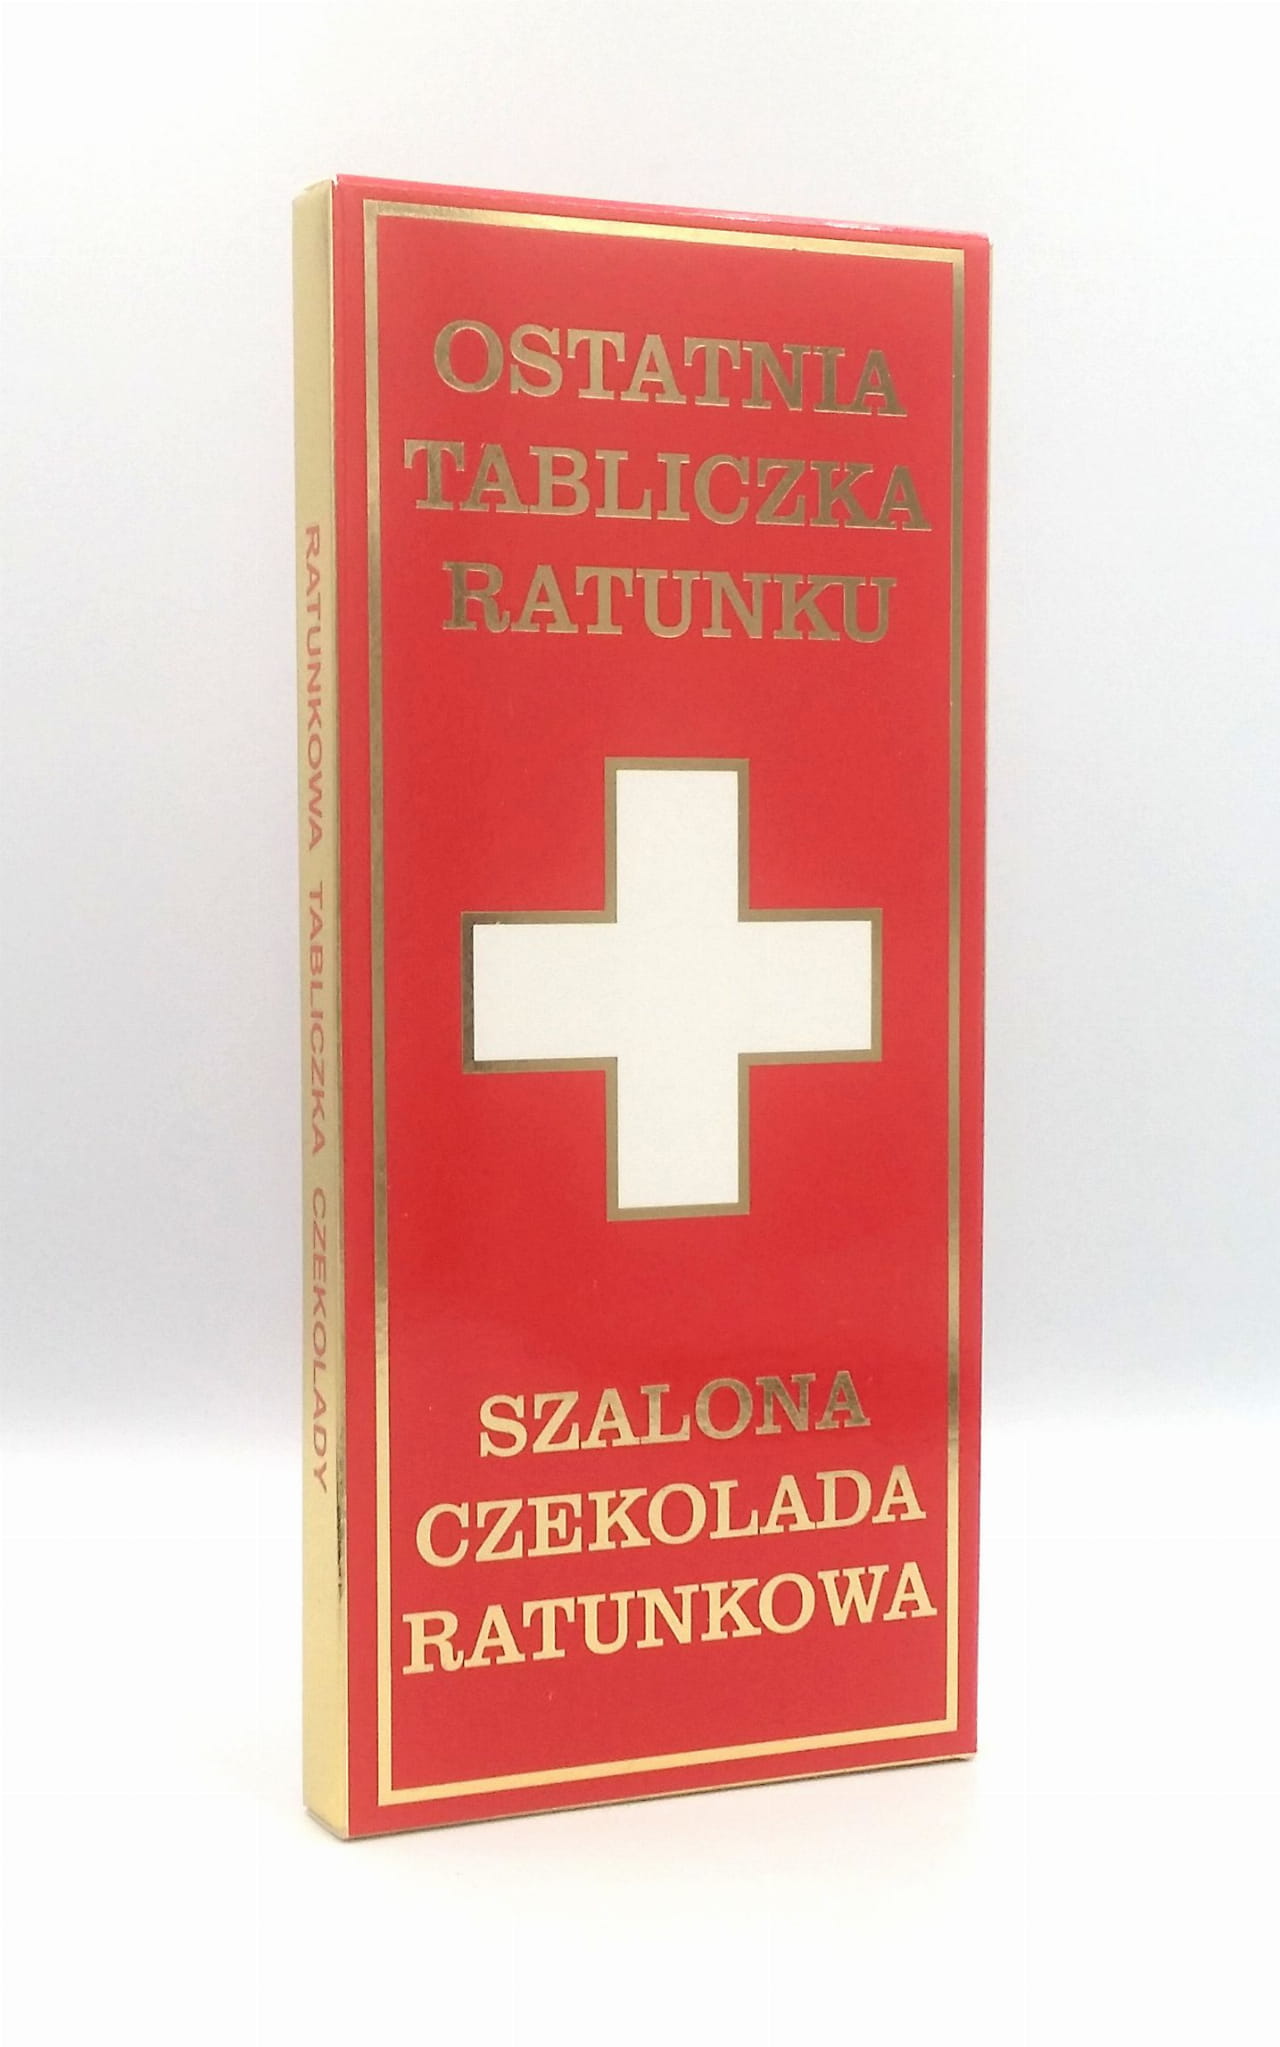 OSTATNIA
TABLICZKA
RATUNKU
SZALONA
CZEKOLADA
RATUNKOWA
RATUNKOWA TABLICZKA CZEKOLADY